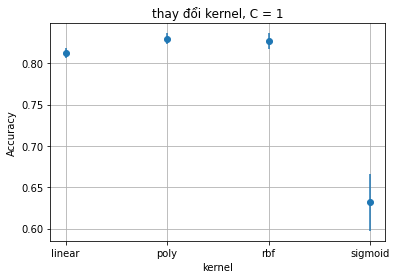 thay đổi kernel, C = 1
Accuracy
0.80
0.75
0.70
0.65
0.60
linear poly rbf sigmoid
kernel